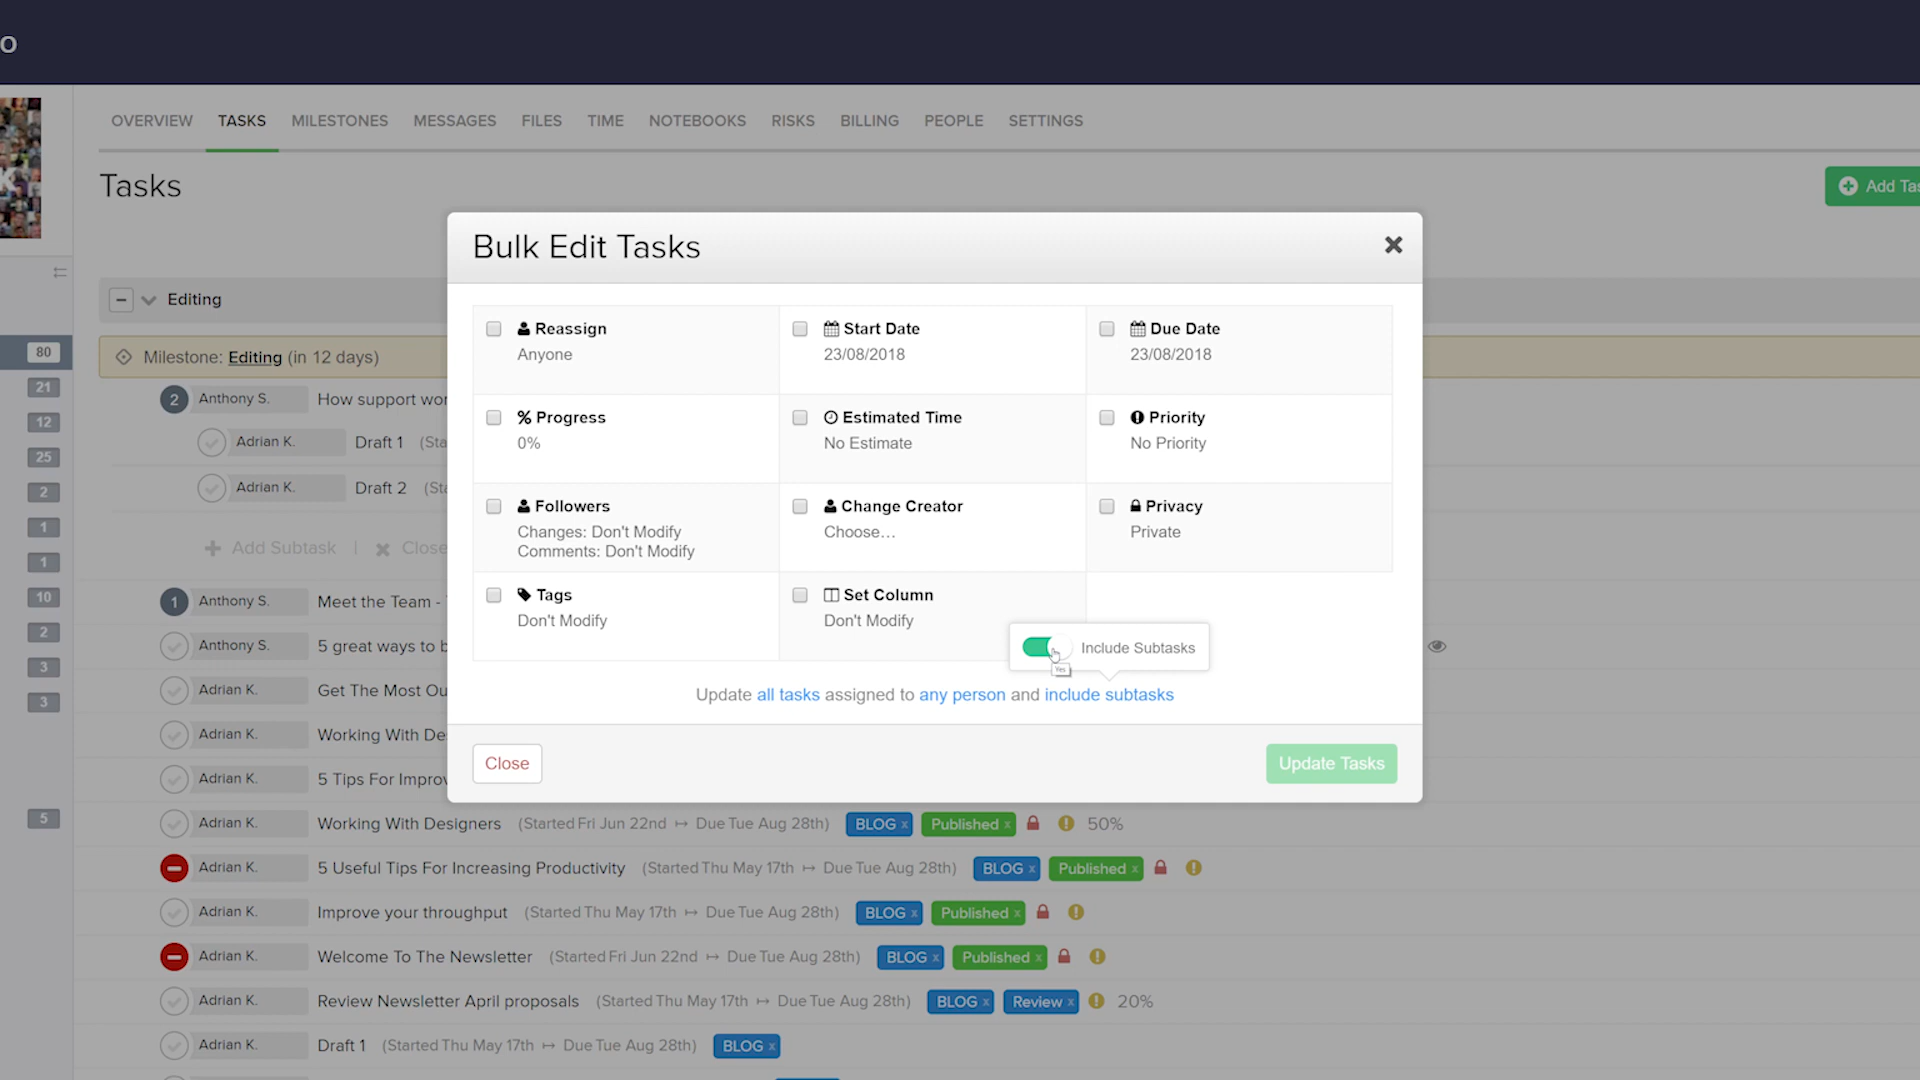 o
OVERVIEW TASKS MILESTONES MESSAGES FILES TIME NOTEBOOKS RISKS BILLING PEOPLE SETTINGS
Tasks
Add Tas
Bulk Edit Tasks
Editing
Reassign
Anyone
Start Date
23/08/2018
Due Date
23/08/2018
80
Milestone: Editing (in 12 days)
21
2 Anthony S. How support wor
12
Progress
0%
Estimated Time
No Estimate
Priority
No Priority
Adrian K. Draft 1 (Sta
25
2
Adrian K. Draft 2 (Sta
Followers
Changes: Don't Modify
Comments: Don't Modify
Change Creator
Choose...
Privacy
Private
1
Add Subtask | Close
1
10
1 Anthony S. Meet the Team -
Tags
Don't Modify
Set Column
Don't Modify
2
Anthony S. 5 great ways to b
Include Subtasks
Yes
3
Adrian K. Get The Most Ou
Update all tasks assigned to any person and include subtasks
3
Adrian K. Working With De
Close
Update Tasks
Adrian K. 5 Tips For Improv
5
Adrian K. Working With Designers (Started Fri Jun 22nd ↦ Due Tue Aug 28th) BLOG x Published x 50%
Adrian K. 5 Useful Tips For Increasing Productivity (Started Thu May 17th ↦ Due Tue Aug 28th) BLOG x Published x
Adrian K. Improve your throughput (Started Thu May 17th ↦ Due Tue Aug 28th) BLOG x Published x
Adrian K. Welcome To The Newsletter (Started Fri Jun 22nd ↦ Due Tue Aug 28th) BLOG x Published x
Adrian K. Review Newsletter April proposals (Started Thu May 17th ↦ Due Tue Aug 28th) BLOG x Review x 20%
Adrian K. Draft 1 (Started Thu May 17th ↦ Due Tue Aug 28th) BLOG x